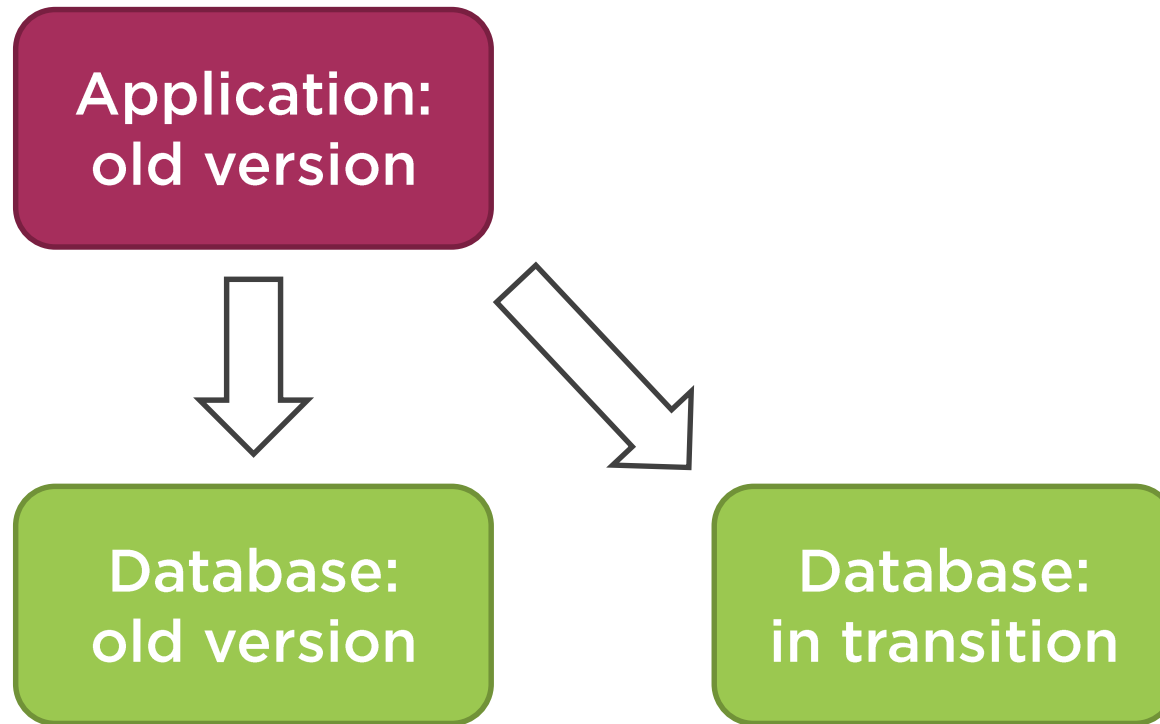 Application:
old version
Database:
old version
Database:
in transition